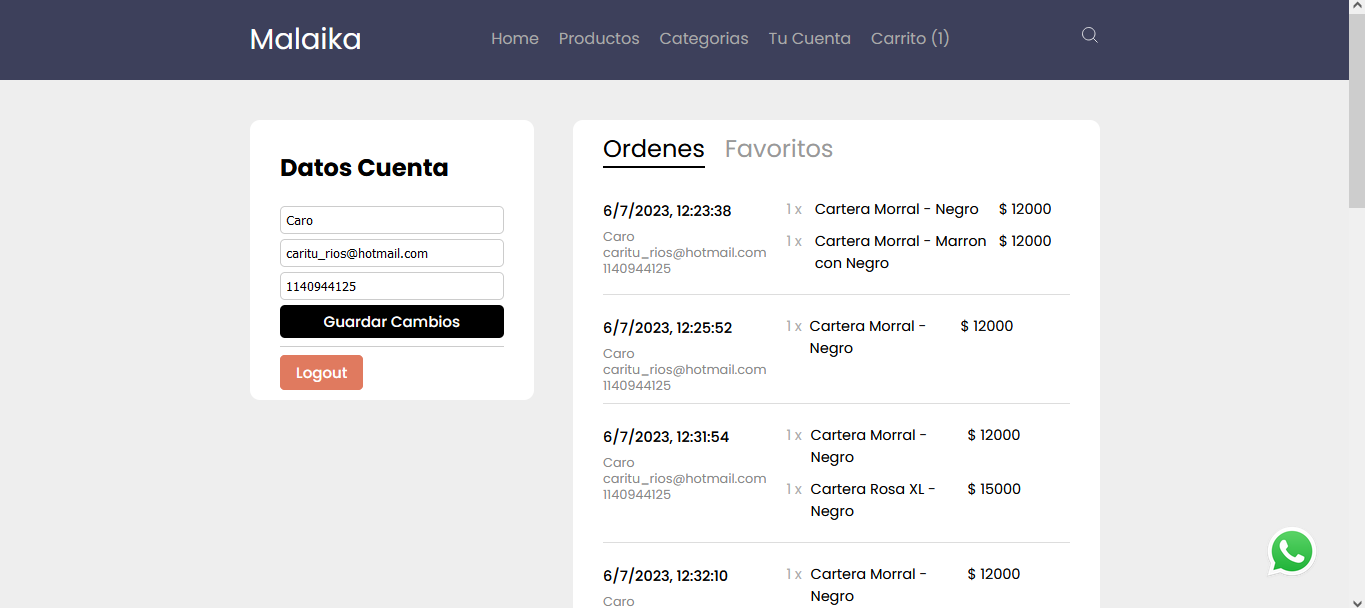 Malaika
Home Productos Categorias Tu Cuenta Carrito (1)
Datos Cuenta
Caro
caritu_rios@hotmail.com
1140944125
Guardar Cambios
Logout
Ordenes Favoritos
6/7/2023, 12:23:38
Caro
caritu_rios@hotmail.com
1140944125
1 x Cartera Morral - Negro $ 12000
1 x Cartera Morral - Marron $ 12000
con Negro
6/7/2023, 12:25:52
Caro
caritu_rios@hotmail.com
1140944125
1 x Cartera Morral - $ 12000
Negro
6/7/2023, 12:31:54
Caro
caritu_rios@hotmail.com
1140944125
1 x Cartera Morral - $ 12000
Negro
1 x Cartera Rosa XL - $ 15000
Negro
6/7/2023, 12:32:10
Caro
1 x Cartera Morral - $ 12000
Negro